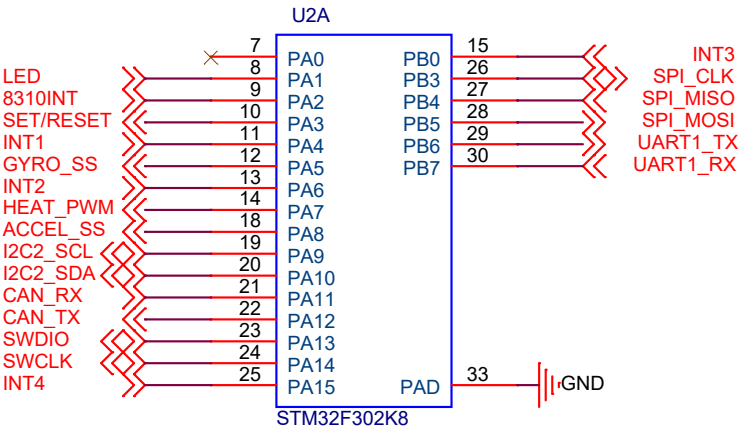 U2A
7 PA0 PB0 15 INT3
LED 8 PA1 PB3 26 SPI_CLK
8310INT 9 PA2 PB4 27 SPI_MISO
SET/RESET 10 PA3 PB5 28 SPI_MOSI
INT1 11 PA4 PB6 29 UART1_TX
GYRO_SS 12 PA5 PB7 30 UART1_RX
INT2 13 PA6
HEAT_PWM 14 PA7
ACCEL_SS 18 PA8
I2C2_SCL 19 PA9
I2C2_SDA 20 PA10
CAN_RX 21 PA11
CAN_TX 22 PA12
SWDIO 23 PA13
SWCLK 24 PA14
INT4 25 PA15 PAD 33 GND
STM32F302K8